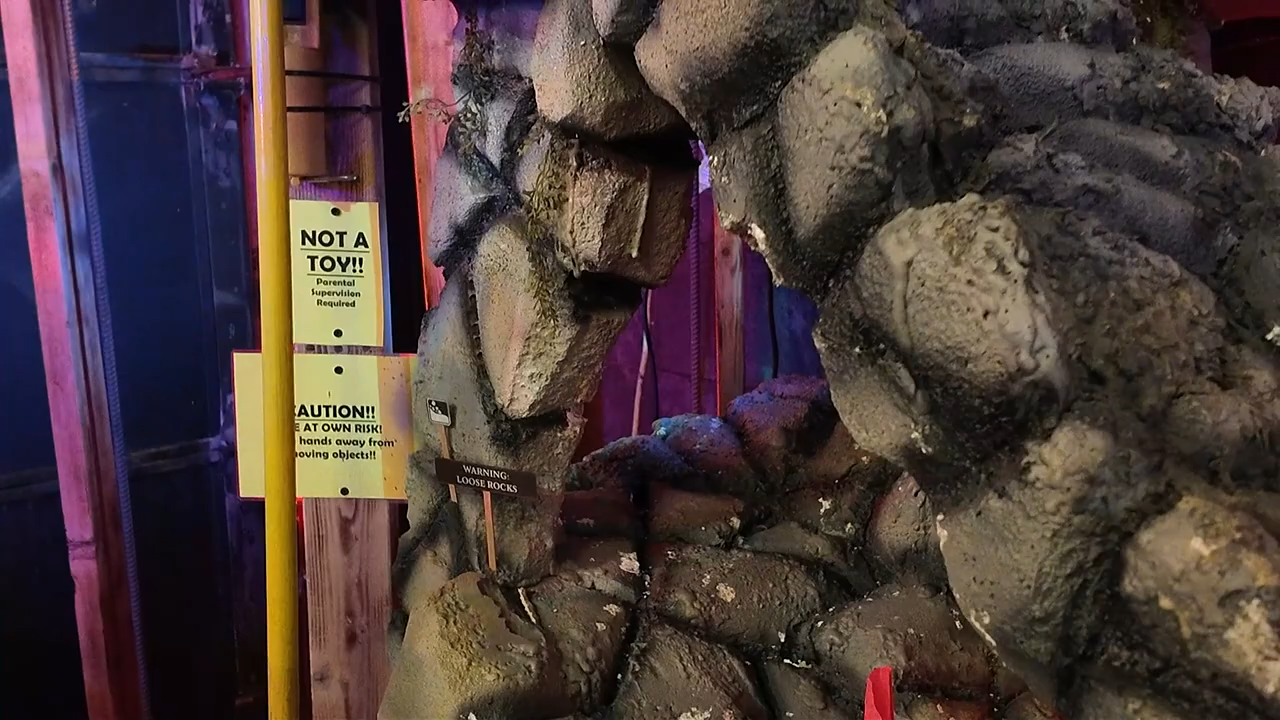 NOT A
TOY!!
Parental
Supervision
Required
AUTION!!
E AT OWN RISK!
hands away from
oving objects!!
WARNING:
LOOSE ROCKS